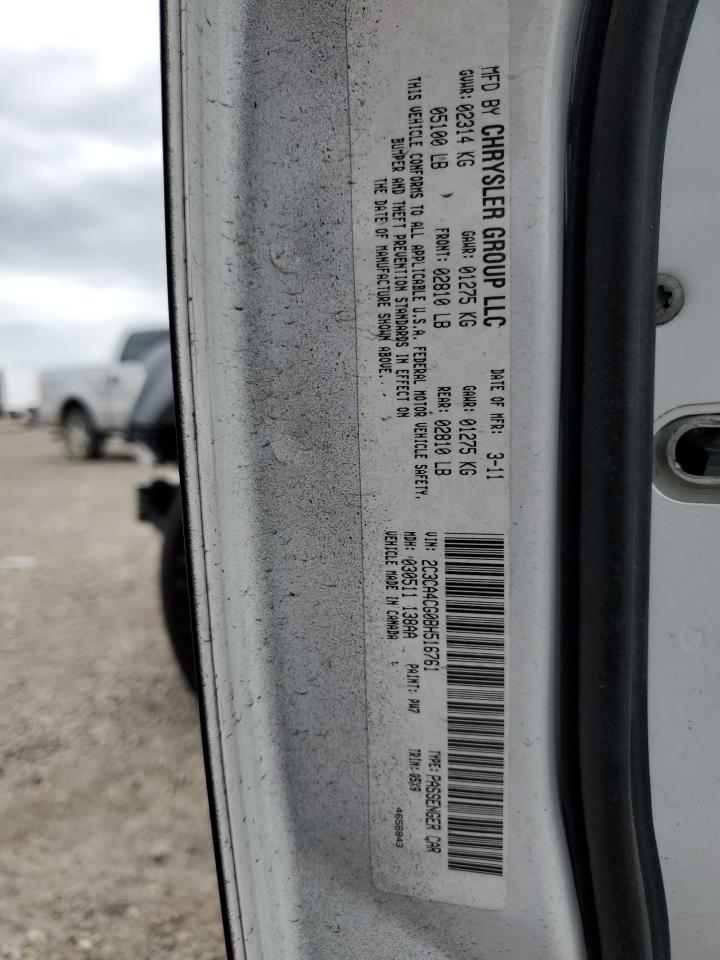 MFD BY CHRYSLER GROUP LLC DATE OF MFR: 3-11
GVWR: 02314 KG GAWR: 01275 KG GAWR: 01275 KG
05100 LB FRONT: 02810 LB REAR: 02810 LB
THIS VEHICLE CONFORMS TO ALL APPLICABLE U.S.A. FEDERAL MOTOR VEHICLE SAFETY,
BUMPER AND THEFT PREVENTION STANDARDS IN EFFECT ON
THE DATE OF MANUFACTURE SHOWN ABOVE.
VIN: 2C3CA4CG0BH516761 TYPE: PASSENGER CAR
MDH: 030511 138AA PAINT: PW7 TRIM: 05X9
VEHICLE MADE IN CANADA 4658843